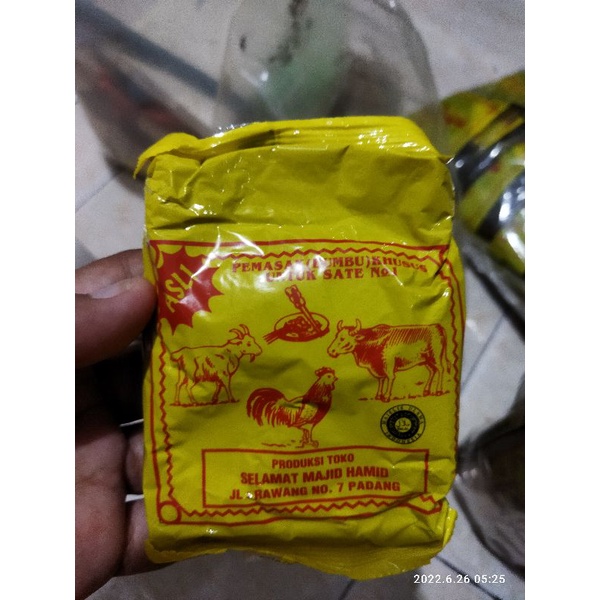 ASLI
PEMASAK (BUMBU) KHUSUS
UNTUK SATE No.1
PRODUKSI TOKO
SELAMAT MAJID HAMID
JL. RAWANG NO. 7 PADANG
2022.6.26 05:25